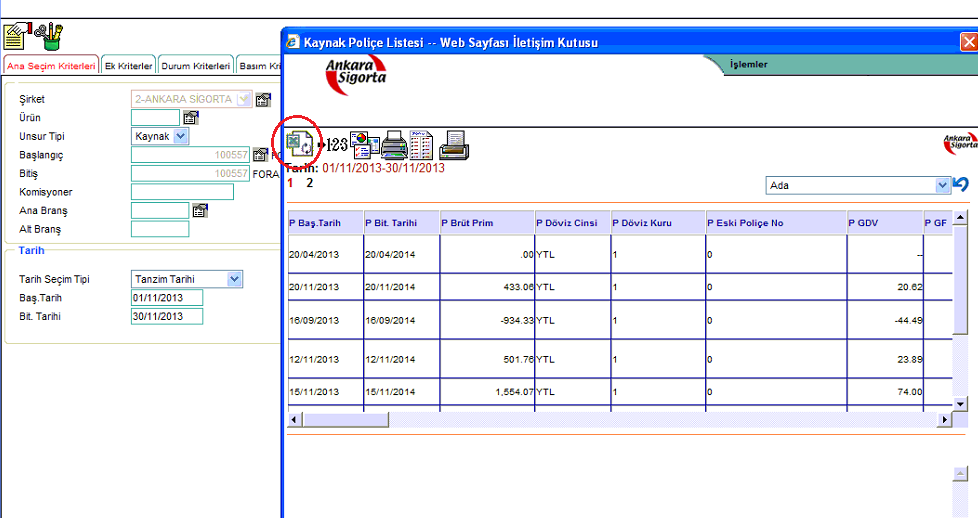 Ana Seçim Kriterleri Ek Kriterler Durum Kriterleri Basım Kri
Şirket 2-ANKARA SİGORTA
Ürün
Unsur Tipi Kaynak
Başlangıç 100557
Bitiş 100557 FORA
Komisyoner
Ana Branş
Alt Branş
Tarih
Tarih Seçim Tipi Tanzim Tarihi
Baş.Tarih 01/11/2013
Bit. Tarihi 30/11/2013
Kaynak Poliçe Listesi -- Web Sayfası İletişim Kutusu
Ankara Sigorta
İşlemler
123
Ankara Sigorta
Tarih: 01/11/2013-30/11/2013
1 2
Ada
P Baş.Tarih P Bit. Tarihi P Brüt Prim P Döviz Cinsi P Döviz Kuru P Eski Poliçe No P GDV P GF
20/04/2013 20/04/2014 .00 YTL 1 0 --
20/11/2013 20/11/2014 433.06 YTL 1 0 20.62
16/09/2013 16/09/2014 -934.33 YTL 1 0 -44.49
12/11/2013 12/11/2014 501.76 YTL 1 0 23.89
15/11/2013 15/11/2014 1,554.07 YTL 1 0 74.00